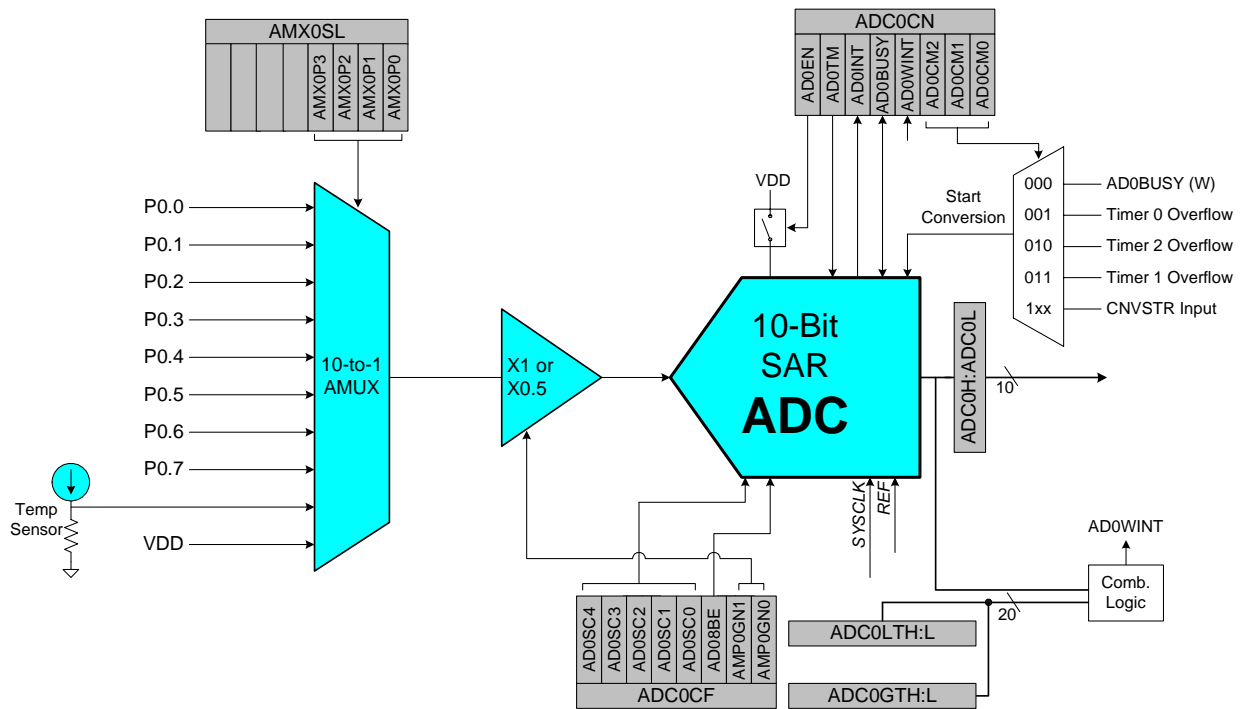 AMX0SL
AMX0P3
AMX0P2
AMX0P1
AMX0P0
ADC0CN
AD0EN
AD0TM
AD0INT
AD0BUSY
AD0WINT
AD0CM2
AD0CM1
AD0CM0
VDD
Start
Conversion
000
AD0BUSY (W)
001
Timer 0 Overflow
010
Timer 2 Overflow
011
Timer 1 Overflow
1xx
CNVSTR Input
P0.0
P0.1
P0.2
P0.3
P0.4
P0.5
P0.6
P0.7
Temp
Sensor
VDD
10-to-1
AMUX
X1 or
X0.5
10-Bit
SAR
ADC
ADC0H:ADC0L
10
SYSCLK
REF
AD0WINT
Comb.
Logic
20
AD0SC4
AD0SC3
AD0SC2
AD0SC1
AD0SC0
AD08BE
AMP0GN1
AMP0GN0
ADC0CF
ADC0LTH:L
ADC0GTH:L